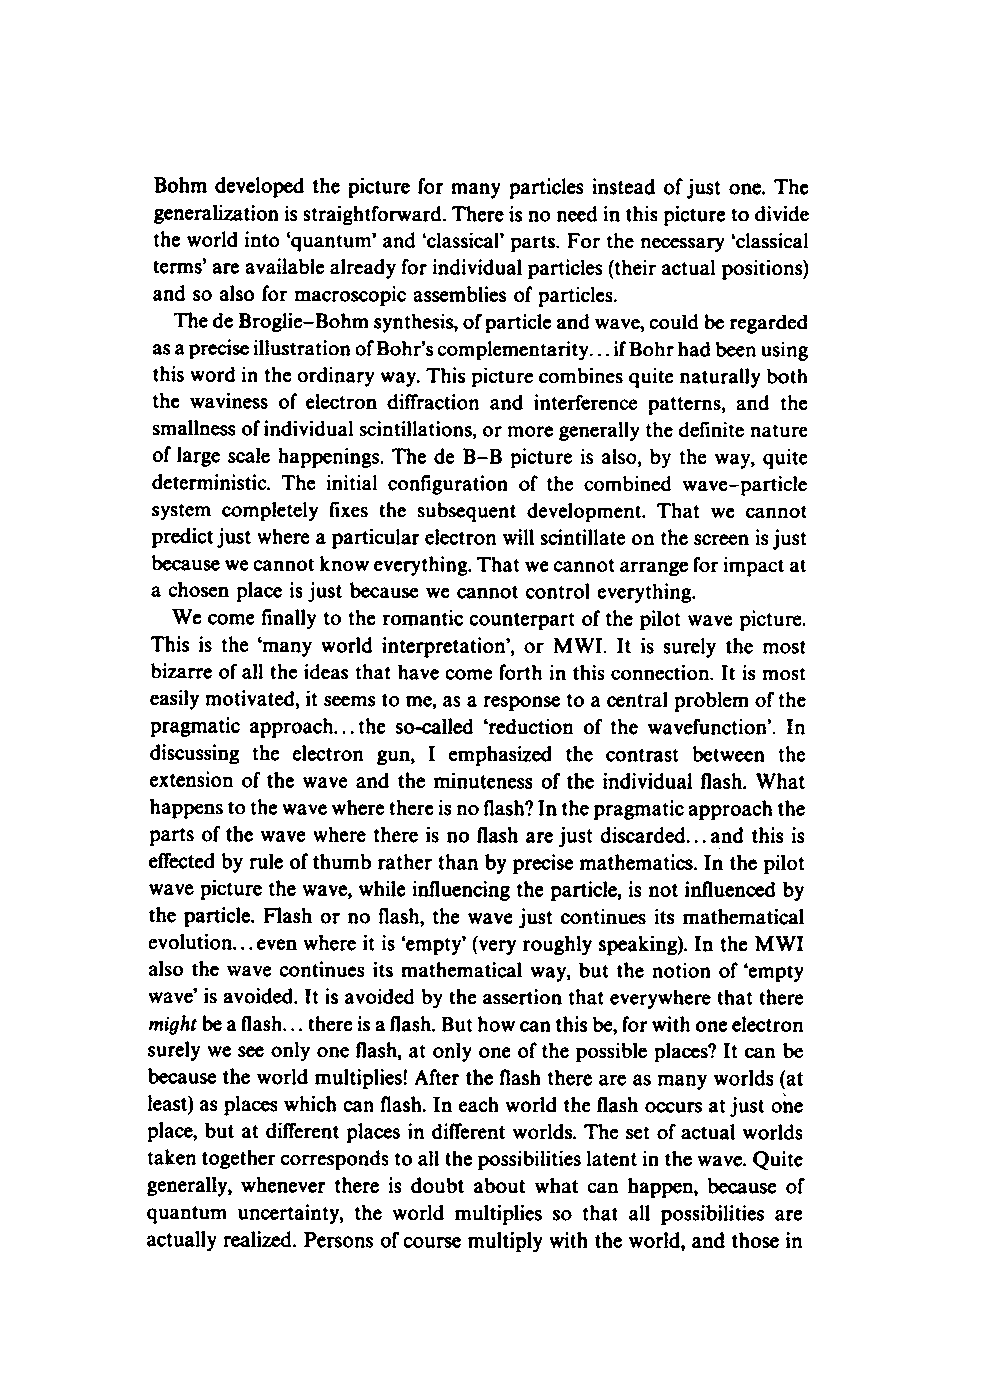 Bohm developed the picture for many particles instead of just one. The
generalization is straightforward. There is no need in this picture to divide
the world into ‘quantum’ and ‘classical’ parts. For the necessary ‘classical
terms’ are available already for individual particles (their actual positions)
and so also for macroscopic assemblies of particles.
The de Broglie–Bohm synthesis, of particle and wave, could be regarded
as a precise illustration of Bohr's complementarity... if Bohr had been using
this word in the ordinary way. This picture combines quite naturally both
the waviness of electron diffraction and interference patterns, and the
smallness of individual scintillations, or more generally the definite nature
of large scale happenings. The de B–B picture is also, by the way, quite
deterministic. The initial configuration of the combined wave–particle
system completely fixes the subsequent development. That we cannot
predict just where a particular electron will scintillate on the screen is just
because we cannot know everything. That we cannot arrange for impact at
a chosen place is just because we cannot control everything.
We come finally to the romantic counterpart of the pilot wave picture.
This is the ‘many world interpretation’, or MWI. It is surely the most
bizarre of all the ideas that have come forth in this connection. It is most
easily motivated, it seems to me, as a response to a central problem of the
pragmatic approach... the so-called ‘reduction of the wavefunction’. In
discussing the electron gun, I emphasized the contrast between the
extension of the wave and the minuteness of the individual flash. What
happens to the wave where there is no flash? In the pragmatic approach the
parts of the wave where there is no flash are just discarded... and this is
effected by rule of thumb rather than by precise mathematics. In the pilot
wave picture the wave, while influencing the particle, is not influenced by
the particle. Flash or no flash, the wave just continues its mathematical
evolution... even where it is ‘empty’ (very roughly speaking). In the MWI
also the wave continues its mathematical way, but the notion of ‘empty
wave’ is avoided. It is avoided by the assertion that everywhere that there
might be a flash... there is a flash. But how can this be, for with one electron
surely we see only one flash, at only one of the possible places? It can be
because the world multiplies! After the flash there are as many worlds (at
least) as places which can flash. In each world the flash occurs at just one
place, but at different places in different worlds. The set of actual worlds
taken together corresponds to all the possibilities latent in the wave. Quite
generally, whenever there is doubt about what can happen, because of
quantum uncertainty, the world multiplies so that all possibilities are
actually realized. Persons of course multiply with the world, and those in